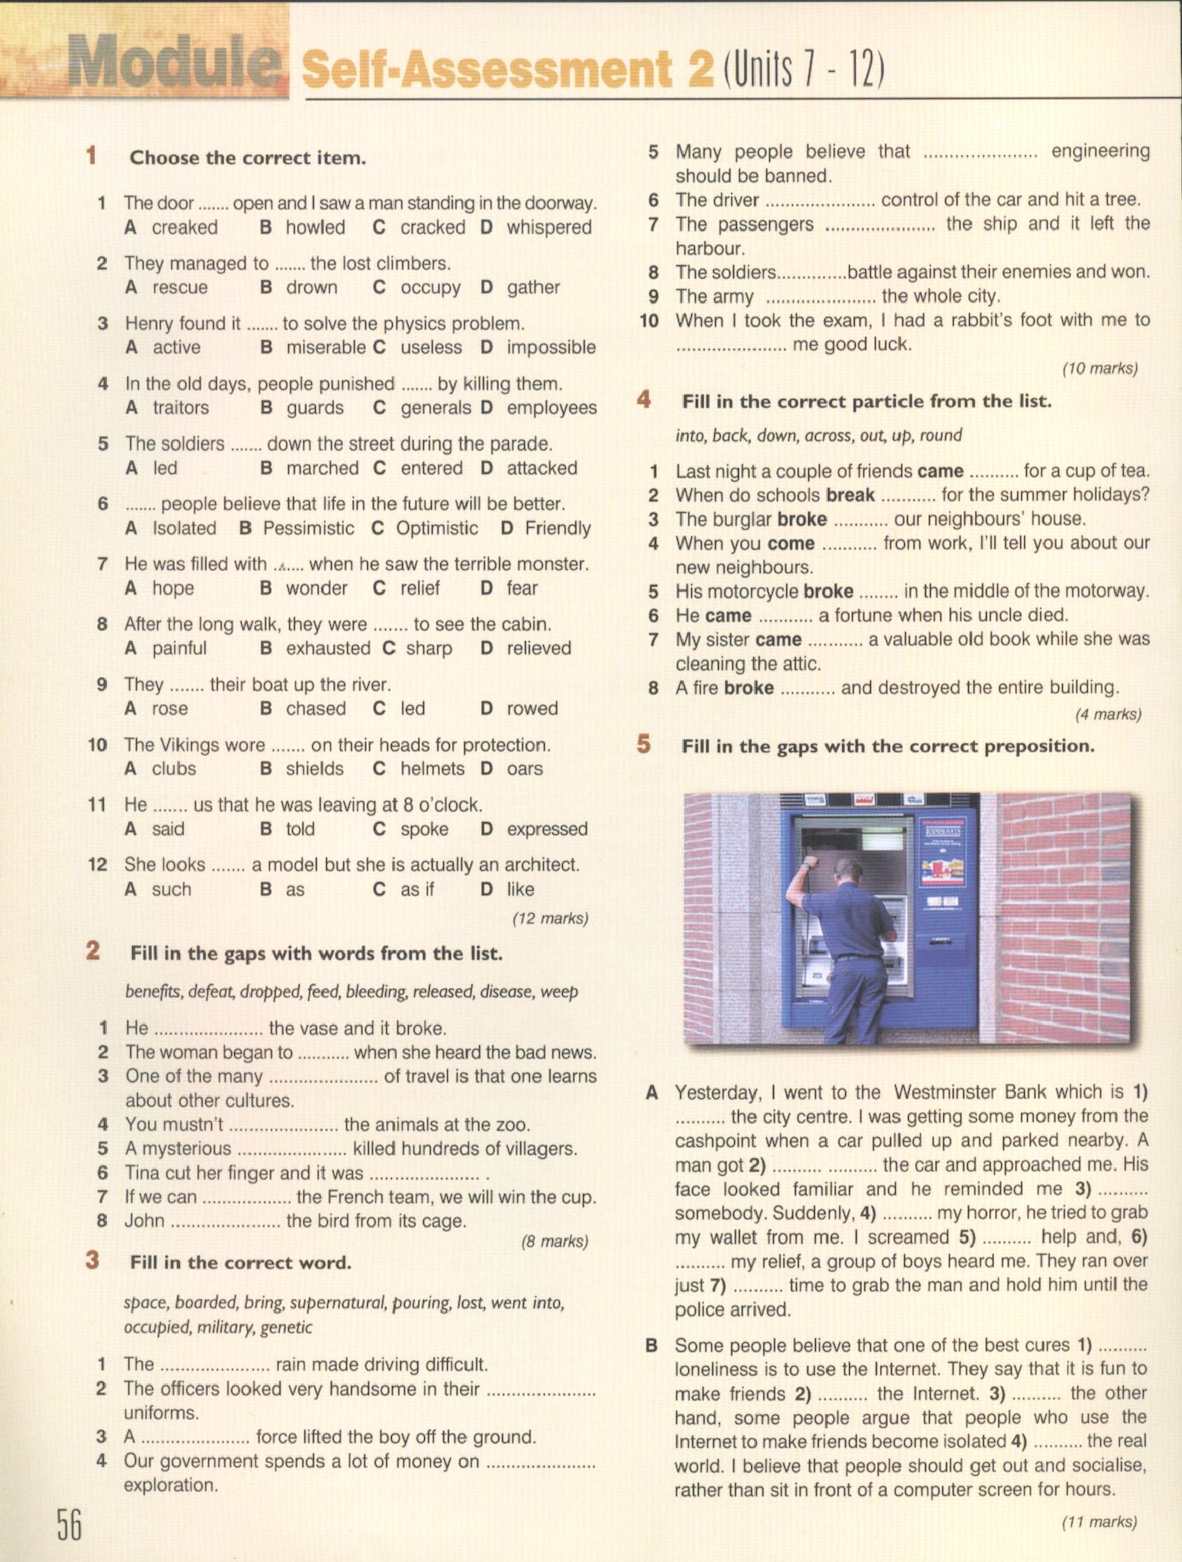 Module Self-Assessment 2 (Units 7 - 12)
1 Choose the correct item.
1 The door ....... open and I saw a man standing in the doorway.
A creaked B howled C cracked D whispered
2 They managed to ....... the lost climbers.
A rescue B drown C occupy D gather
3 Henry found it ....... to solve the physics problem.
A active B miserable C useless D impossible
4 In the old days, people punished ....... by killing them.
A traitors B guards C generals D employees
5 The soldiers ....... down the street during the parade.
A led B marched C entered D attacked
6 ....... people believe that life in the future will be better.
A Isolated B Pessimistic C Optimistic D Friendly
7 He was filled with ....... when he saw the terrible monster.
A hope B wonder C relief D fear
8 After the long walk, they were ....... to see the cabin.
A painful B exhausted C sharp D relieved
9 They ....... their boat up the river.
A rose B chased C led D rowed
10 The Vikings wore ....... on their heads for protection.
A clubs B shields C helmets D oars
11 He ....... us that he was leaving at 8 o'clock.
A said B told C spoke D expressed
12 She looks ....... a model but she is actually an architect.
A such B as C as if D like
(12 marks)
2 Fill in the gaps with words from the list.
benefits, defeat, dropped, feed, bleeding, released, disease, weep
1 He ...................... the vase and it broke.
2 The woman began to .......... when she heard the bad news.
3 One of the many ...................... of travel is that one learns
about other cultures.
4 You mustn't ...................... the animals at the zoo.
5 A mysterious ...................... killed hundreds of villagers.
6 Tina cut her finger and it was ...................... .
7 If we can .................. the French team, we will win the cup.
8 John ...................... the bird from its cage.
(8 marks)
3 Fill in the correct word.
space, boarded, bring, supernatural, pouring, lost, went into,
occupied, military, genetic
1 The ...................... rain made driving difficult.
2 The officers looked very handsome in their ......................
uniforms.
3 A ...................... force lifted the boy off the ground.
4 Our government spends a lot of money on ......................
exploration.
56
5 Many people believe that ...................... engineering
should be banned.
6 The driver ...................... control of the car and hit a tree.
7 The passengers ...................... the ship and it left the
harbour.
8 The soldiers..............battle against their enemies and won.
9 The army ...................... the whole city.
10 When I took the exam, I had a rabbit's foot with me to
...................... me good luck.
(10 marks)
4 Fill in the correct particle from the list.
into, back, down, across, out, up, round
1 Last night a couple of friends came .......... for a cup of tea.
2 When do schools break ........... for the summer holidays?
3 The burglar broke ........... our neighbours' house.
4 When you come ........... from work, I'll tell you about our
new neighbours.
5 His motorcycle broke ........ in the middle of the motorway.
6 He came ........... a fortune when his uncle died.
7 My sister came ........... a valuable old book while she was
cleaning the attic.
8 A fire broke ........... and destroyed the entire building.
(4 marks)
5 Fill in the gaps with the correct preposition.
A Yesterday, I went to the Westminster Bank which is 1)
.......... the city centre. I was getting some money from the
cashpoint when a car pulled up and parked nearby. A
man got 2) .......... .......... the car and approached me. His
face looked familiar and he reminded me 3) ..........
somebody. Suddenly, 4) .......... my horror, he tried to grab
my wallet from me. I screamed 5) .......... help and, 6)
.......... my relief, a group of boys heard me. They ran over
just 7) .......... time to grab the man and hold him until the
police arrived.
B Some people believe that one of the best cures 1) ..........
loneliness is to use the Internet. They say that it is fun to
make friends 2) .......... the Internet. 3) .......... the other
hand, some people argue that people who use the
Internet to make friends become isolated 4) .......... the real
world. I believe that people should get out and socialise,
rather than sit in front of a computer screen for hours.
(11 marks)